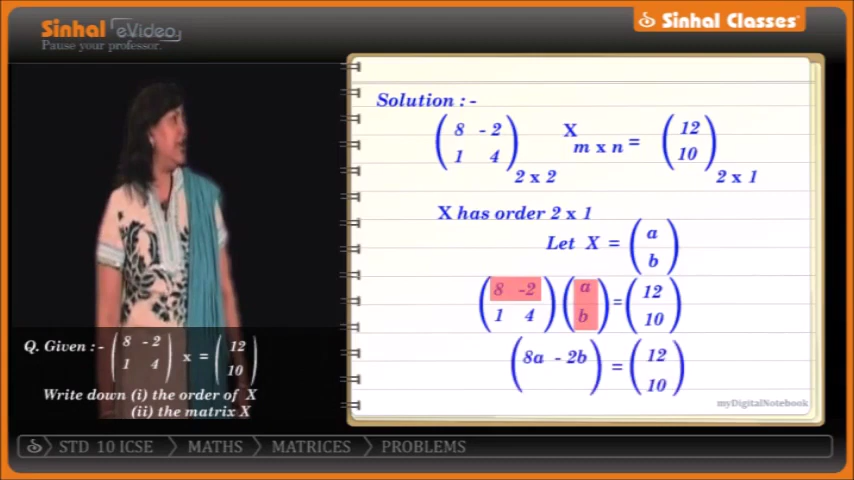 Sinhal eVideo
Pause your professor.
Sinhal Classes
Solution : -
( 8 - 2 ) X = ( 12 )
( 1 4 ) m x n ( 10 )
2 x 2 2 x 1
X has order 2 x 1
Let X = ( a )
( b )
( 8 -2 ) ( a ) = ( 12 )
( 1 4 ) ( b ) ( 10 )
( 8a - 2b ) = ( 12 )
( 10 )
myDigitalNotebook
Q. Given : - ( 8 - 2 ) x = ( 12 )
( 1 4 ) ( 10 )
Write down (i) the order of X
(ii) the matrix X
STD 10 ICSE MATHS MATRICES PROBLEMS